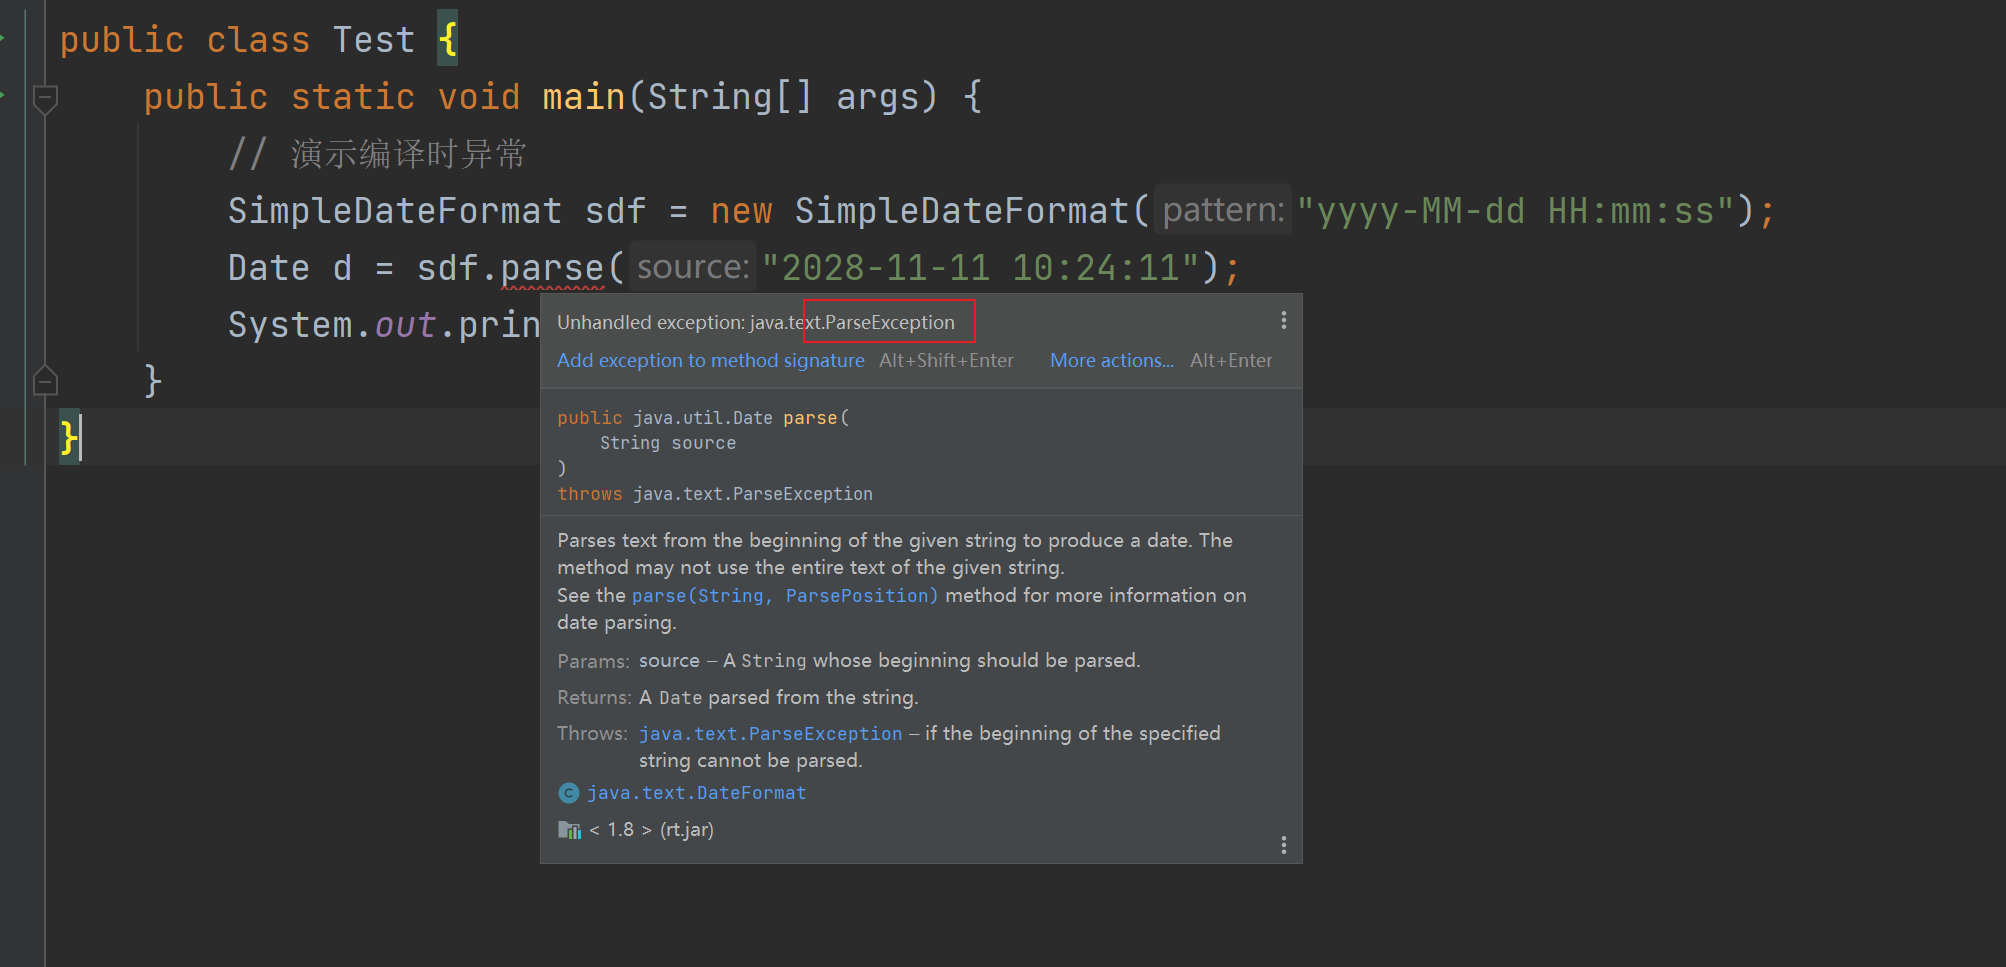 public class Test {
public static void main(String[] args) {
// 演示编译时异常
SimpleDateFormat sdf = new SimpleDateFormat( pattern: "yyyy-MM-dd HH:mm:ss");
Date d = sdf.parse( source: "2028-11-11 10:24:11");
System.out.prin
}
}
Unhandled exception: java.text.ParseException
Add exception to method signature Alt+Shift+Enter More actions... Alt+Enter
public java.util.Date parse(
String source
)
throws java.text.ParseException
Parses text from the beginning of the given string to produce a date. The
method may not use the entire text of the given string.
See the parse(String, ParsePosition) method for more information on
date parsing.
Params: source – A String whose beginning should be parsed.
Returns: A Date parsed from the string.
Throws: java.text.ParseException – if the beginning of the specified
string cannot be parsed.
C java.text.DateFormat
< 1.8 > (rt.jar)